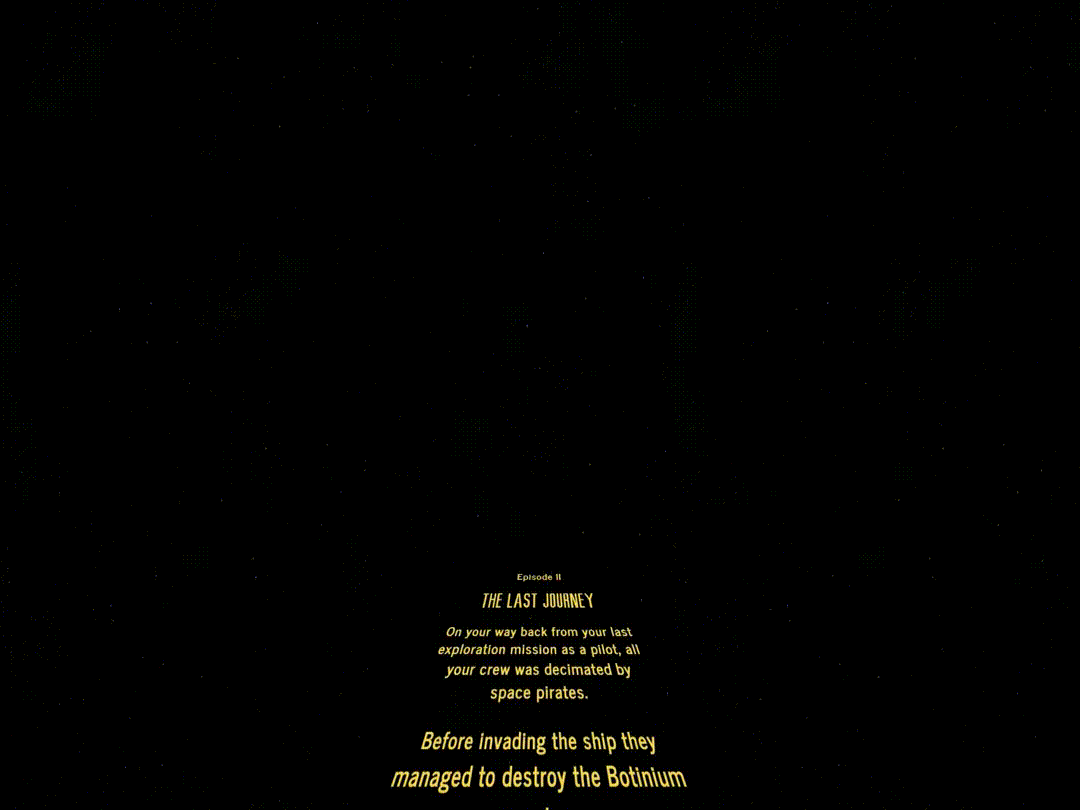 Episode II
THE LAST JOURNEY
On your way back from your last
exploration mission as a pilot, all
your crew was decimated by
space pirates.
Before invading the ship they
managed to destroy the Botinium